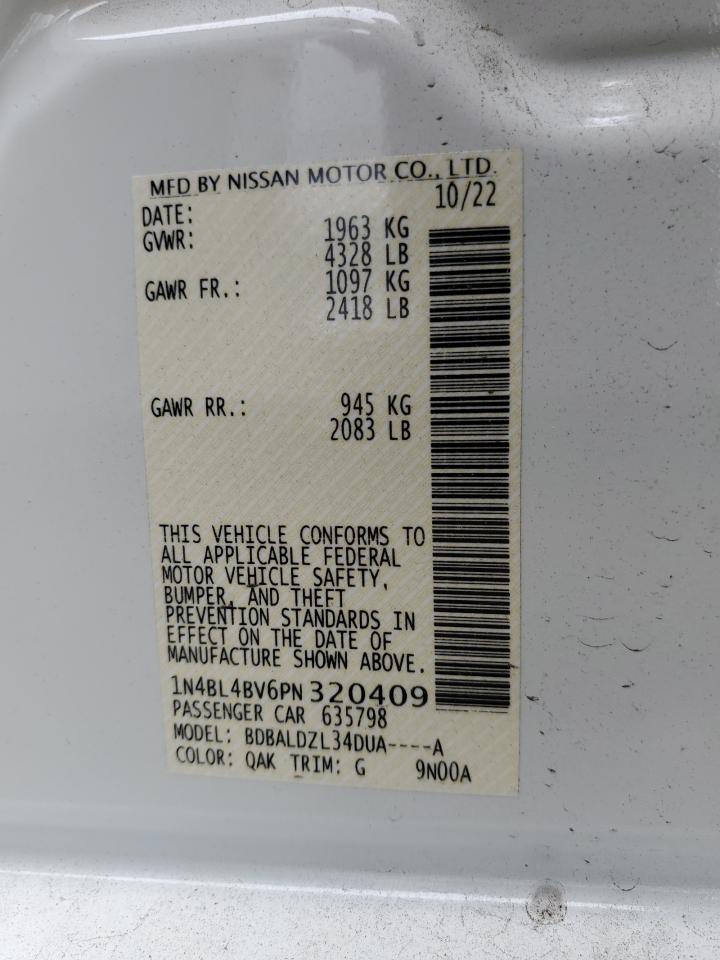 MFD BY NISSAN MOTOR CO., LTD.
DATE: 10/22
GVWR: 1963 KG
4328 LB
GAWR FR.: 1097 KG
2418 LB
GAWR RR.: 945 KG
2083 LB
THIS VEHICLE CONFORMS TO
ALL APPLICABLE FEDERAL
MOTOR VEHICLE SAFETY,
BUMPER, AND THEFT
PREVENTION STANDARDS IN
EFFECT ON THE DATE OF
MANUFACTURE SHOWN ABOVE.
1N4BL4BV6PN 320409
PASSENGER CAR 635798
MODEL: BDBALDZL34DUA----A
COLOR: QAK TRIM: G 9N00A